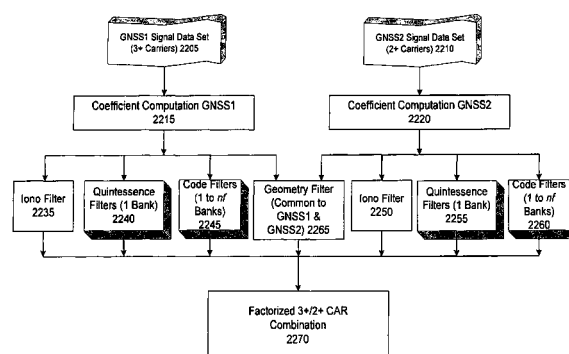 GNSS1 Signal Data Set
(3+ Carriers) 2205
GNSS2 Signal Data Set
(2+ Carriers) 2210
Coefficient Computation GNSS1
2215
Coefficient Computation GNSS2
2220
Iono Filter
2235
Quintessence
Filters (1 Bank)
2240
Code Filters
(1 to nf
Banks)
2245
Geometry Filter
(Common to
GNSS1 &
GNSS2) 2265
Iono Filter
2250
Quintessence
Filters (1 Bank)
2255
Code Filters
(1 to nf
Banks)
2260
Factorized 3+/2+ CAR
Combination
2270